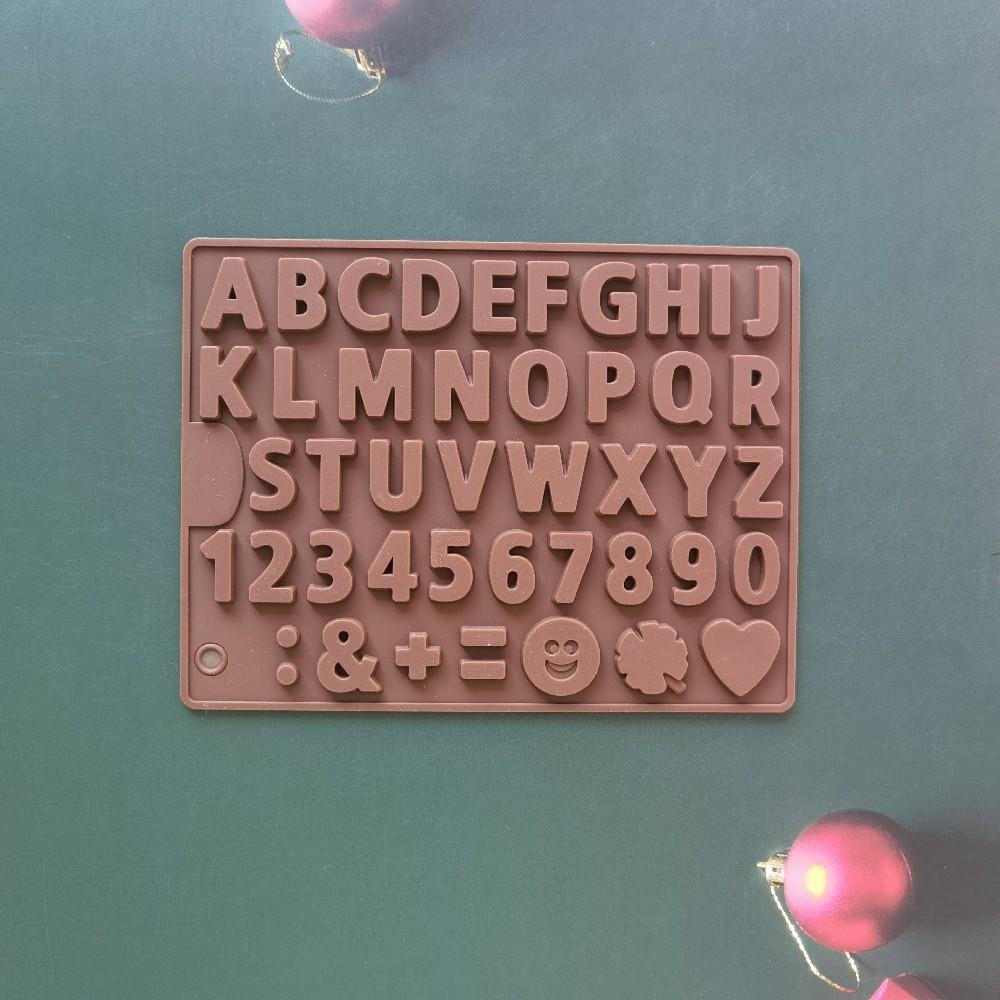 ABCDEFGHIJ
KLMNOPQR
STUVWXYZ
1234567890
:&+=